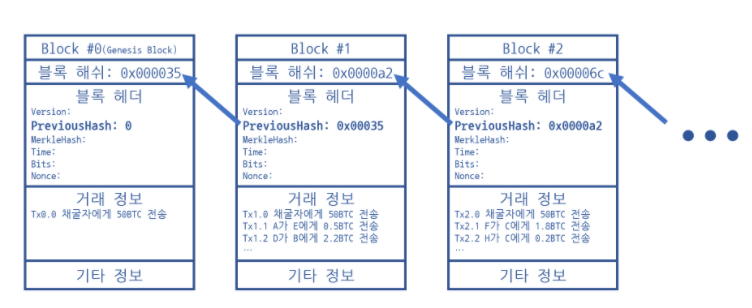 Block #0(Genesis Block)
블록 해쉬: 0x000035
블록 헤더
Version:
PreviousHash: 0
MerkleHash:
Time:
Bits:
Nonce:
거래 정보
Tx0.0 채굴자에게 50BTC 전송
기타 정보
Block #1
블록 해쉬: 0x0000a2
블록 헤더
Version:
PreviousHash: 0x00035
MerkleHash:
Time:
Bits:
Nonce:
거래 정보
Tx1.0 채굴자에게 50BTC 전송
Tx1.1 A가 E에게 0.5BTC 전송
Tx1.2 D가 B에게 2.2BTC 전송
…
기타 정보
Block #2
블록 해쉬: 0x00006c
블록 헤더
Version:
PreviousHash: 0x0000a2
MerkleHash:
Time:
Bits:
Nonce:
거래 정보
Tx2.0 채굴자에게 50BTC 전송
Tx2.1 F가 C에게 1.8BTC 전송
Tx2.2 H가 C에게 0.2BTC 전송
…
기타 정보